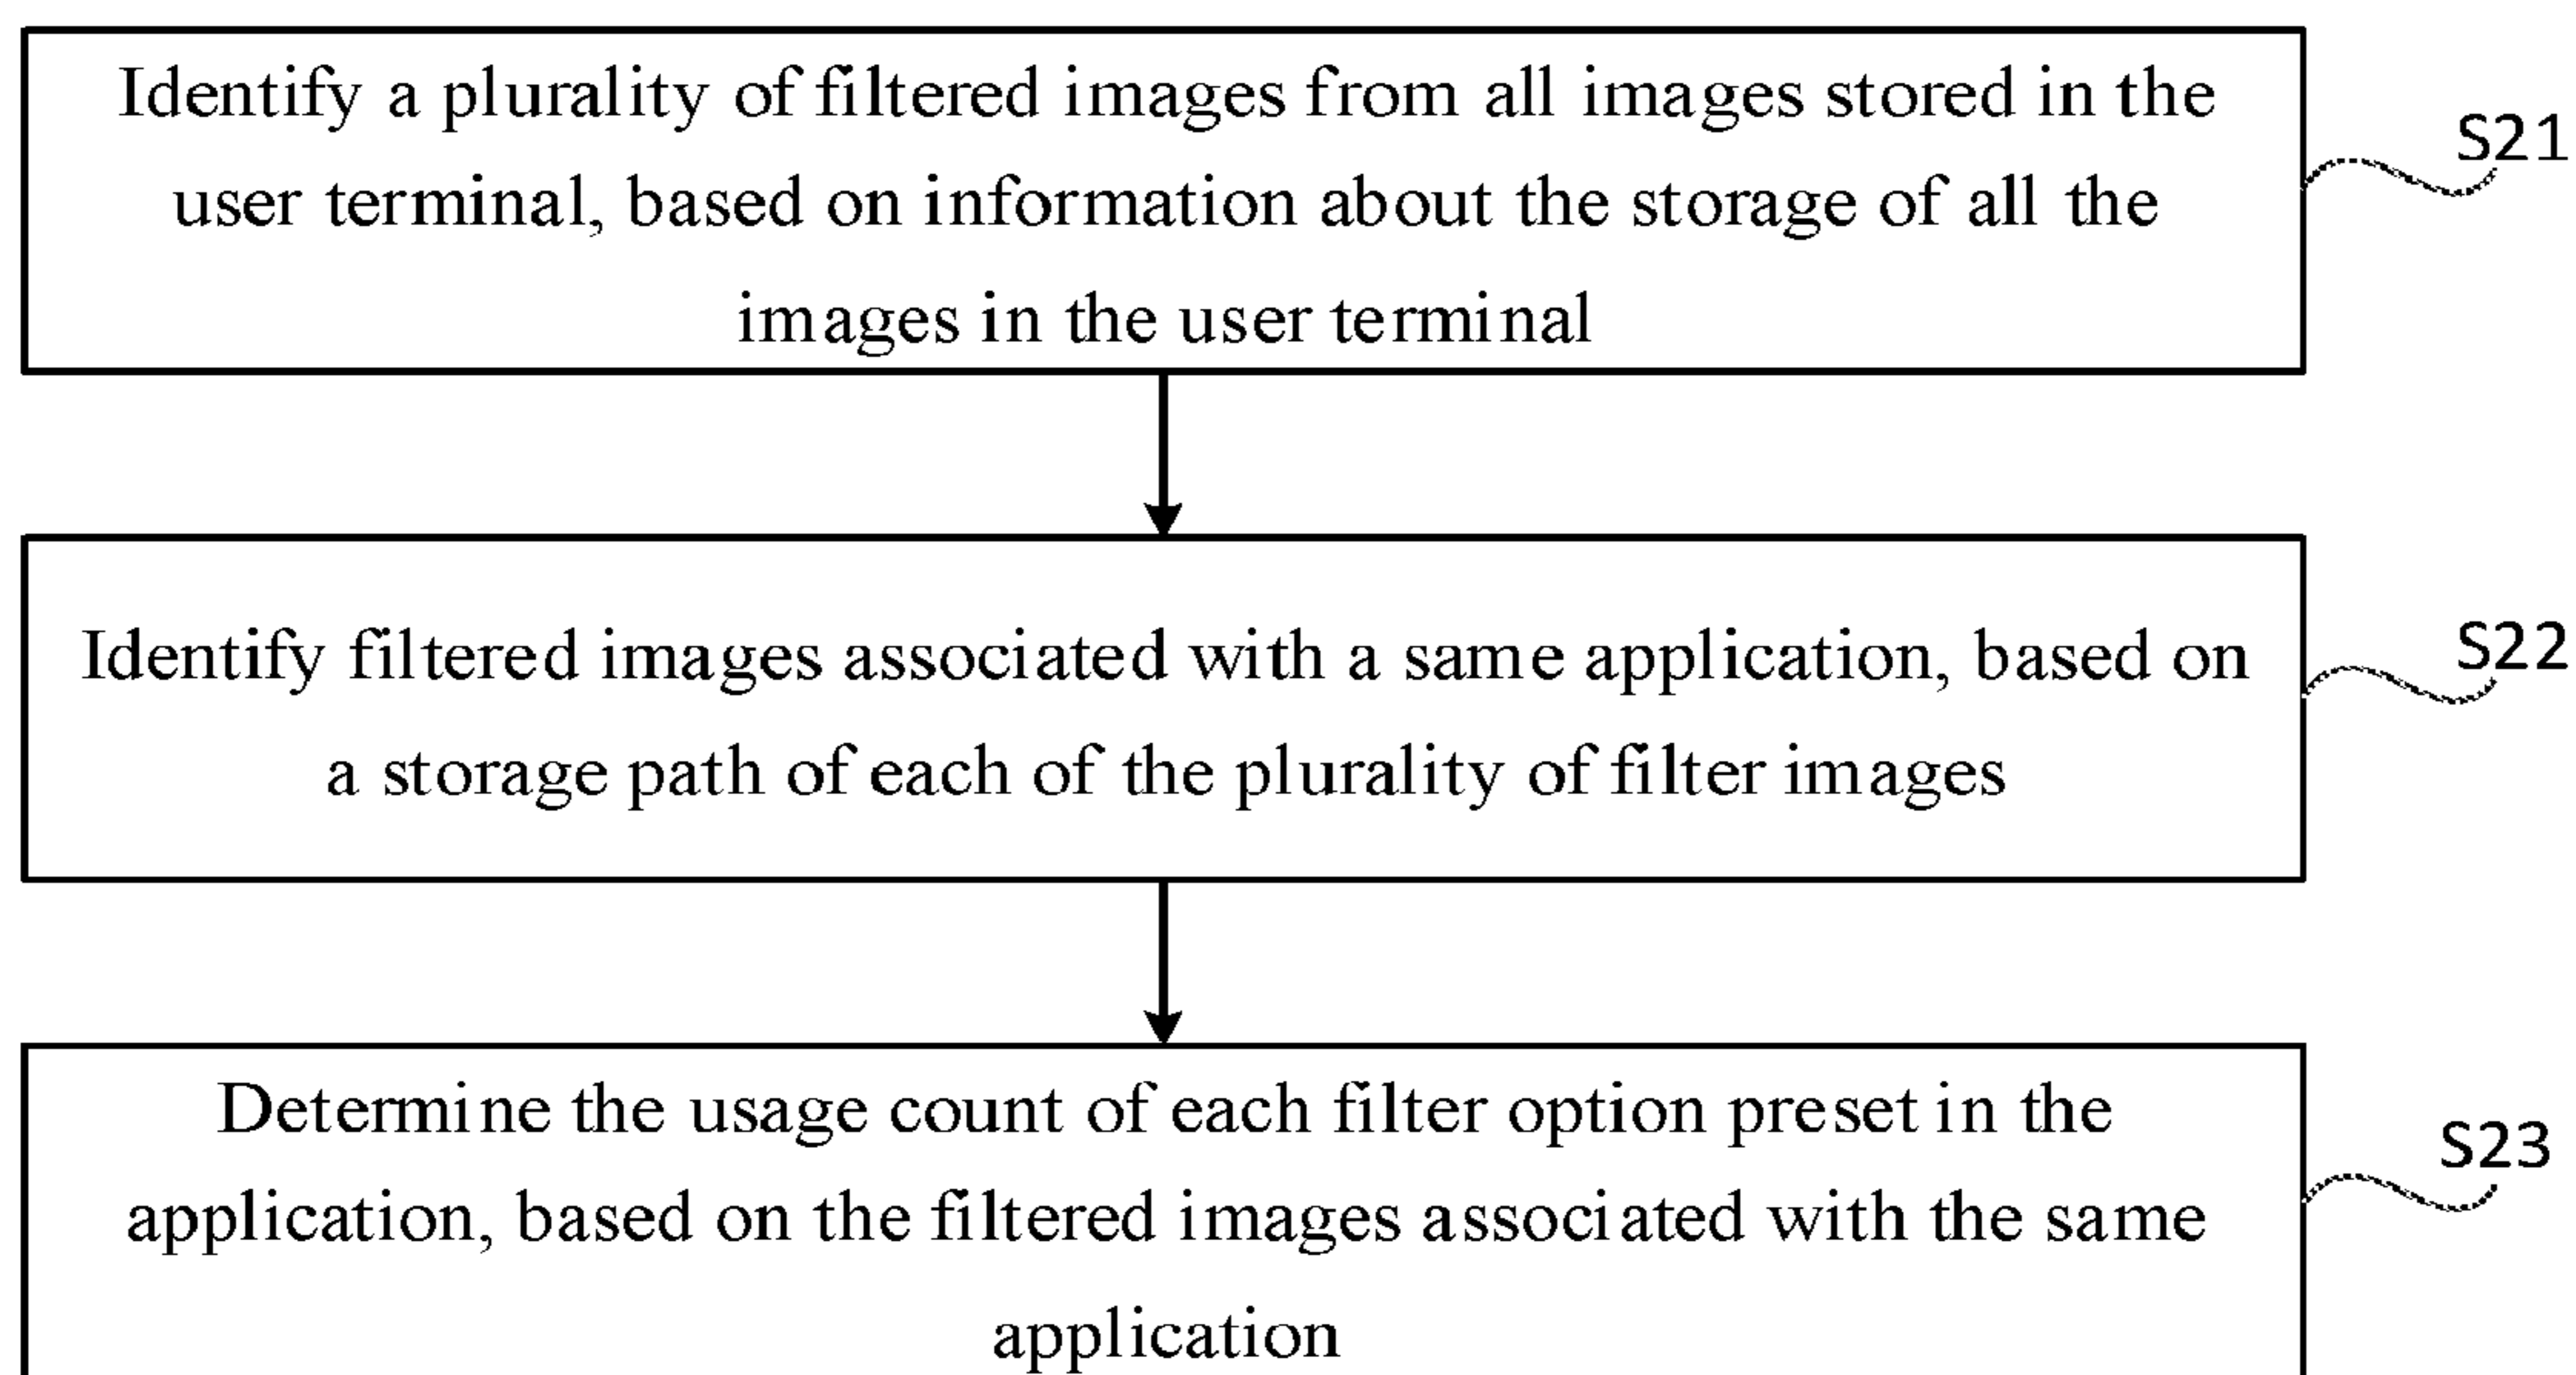 Identify a plurality of filtered images from all images stored in the
user terminal, based on information about the storage of all the
images in the user terminal
S21
Identify filtered images associated with a same application, based on
a storage path of each of the plurality of filter images
S22
Determine the usage count of each filter option preset in the
application, based on the filtered images associated with the same
application
S23